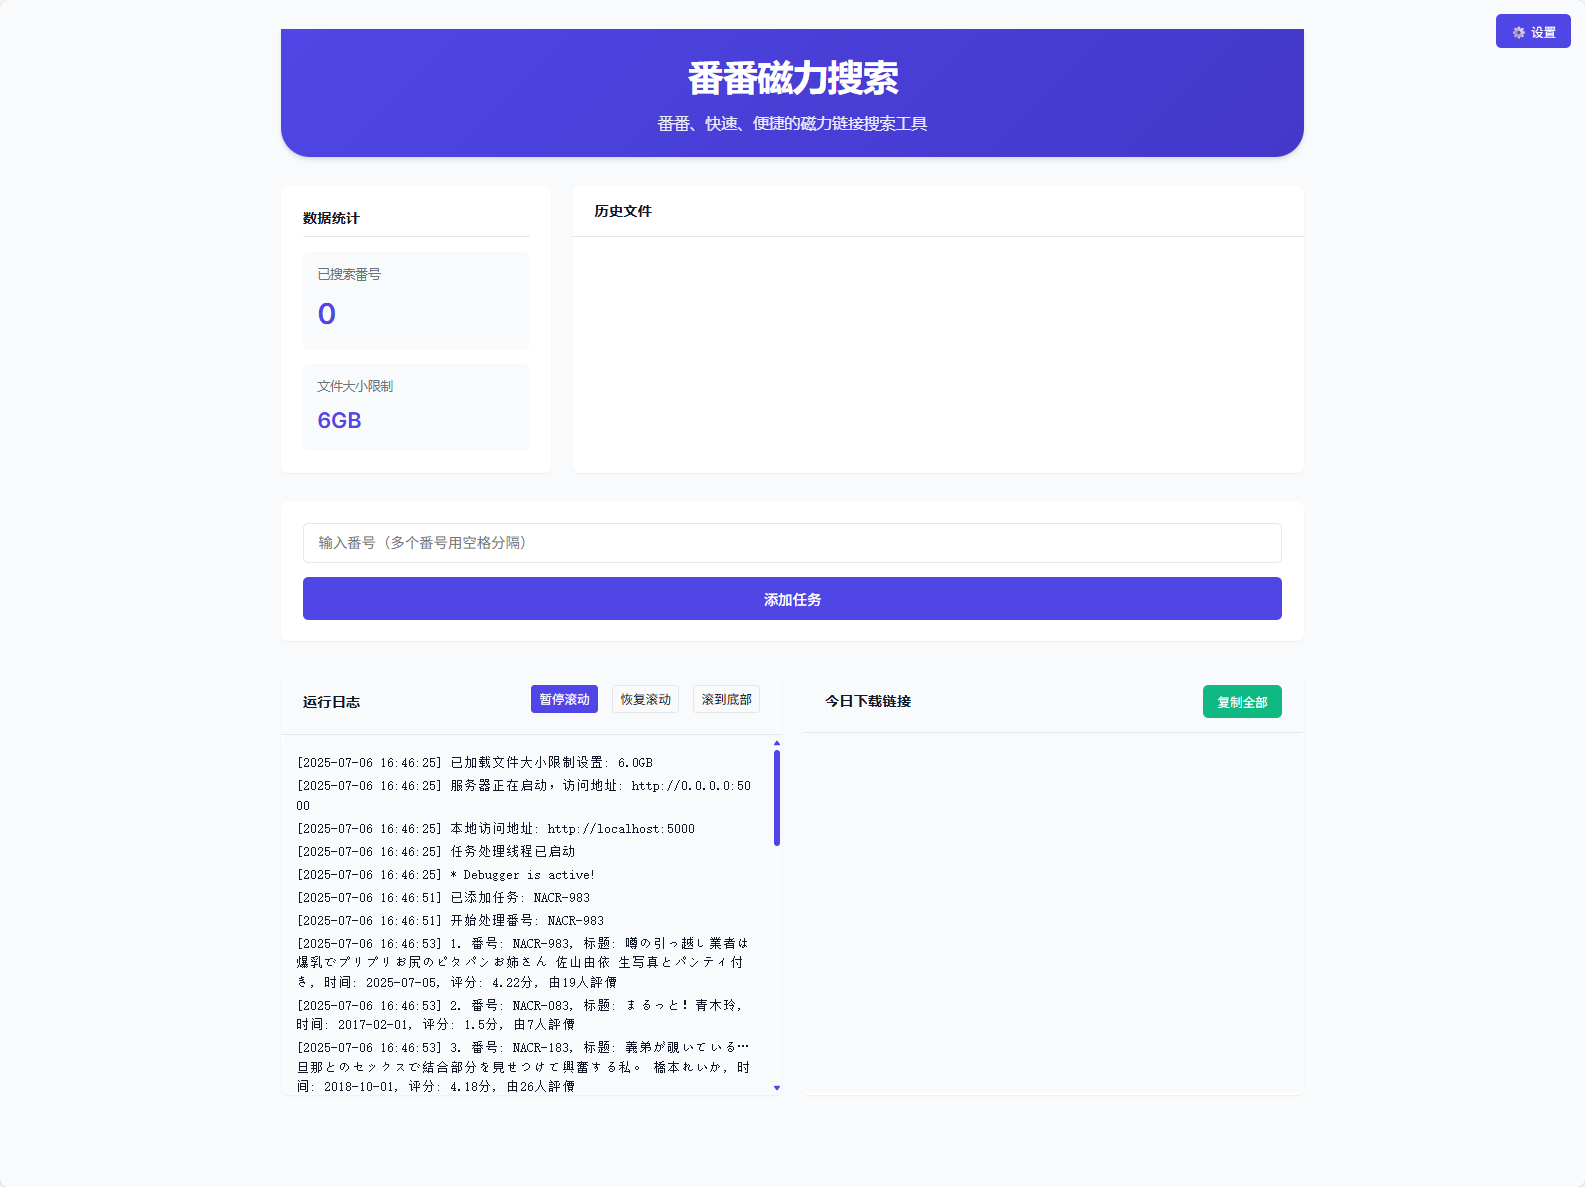 设置
番番磁力搜索
番番、快速、便捷的磁力链接搜索工具
数据统计
已搜索番号
0
文件大小限制
6GB
历史文件
输入番号（多个番号用空格分隔）
添加任务
运行日志
暂停滚动
恢复滚动
滚到底部
[2025-07-06 16:46:25] 已加载文件大小限制设置: 6.0GB
[2025-07-06 16:46:25] 服务器正在启动，访问地址: http://0.0.0.0:50
00
[2025-07-06 16:46:25] 本地访问地址: http://localhost:5000
[2025-07-06 16:46:25] 任务处理线程已启动
[2025-07-06 16:46:25] * Debugger is active!
[2025-07-06 16:46:51] 已添加任务: NACR-983
[2025-07-06 16:46:51] 开始处理番号: NACR-983
[2025-07-06 16:46:53] 1. 番号: NACR-983, 标题: 噂の引っ越し業者は
爆乳でプリプリお尻のピタパンお姉さん 佐山由依 生写真とパンティ付
き, 时间: 2025-07-05, 评分: 4.22分, 由19人評價
[2025-07-06 16:46:53] 2. 番号: NACR-083, 标题: まるっと！青木玲,
时间: 2017-02-01, 评分: 1.5分, 由7人評價
[2025-07-06 16:46:53] 3. 番号: NACR-183, 标题: 義弟が覗いている…
旦那とのセックスで結合部分を見せつけて興奮する私。 橋本れいか, 时
间: 2018-10-01, 评分: 4.18分, 由26人評價
今日下载链接
复制全部